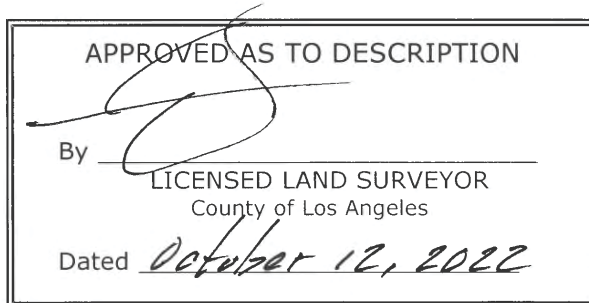 APPROVED AS TO DESCRIPTION
By
LICENSED LAND SURVEYOR
County of Los Angeles
Dated October 12, 2022